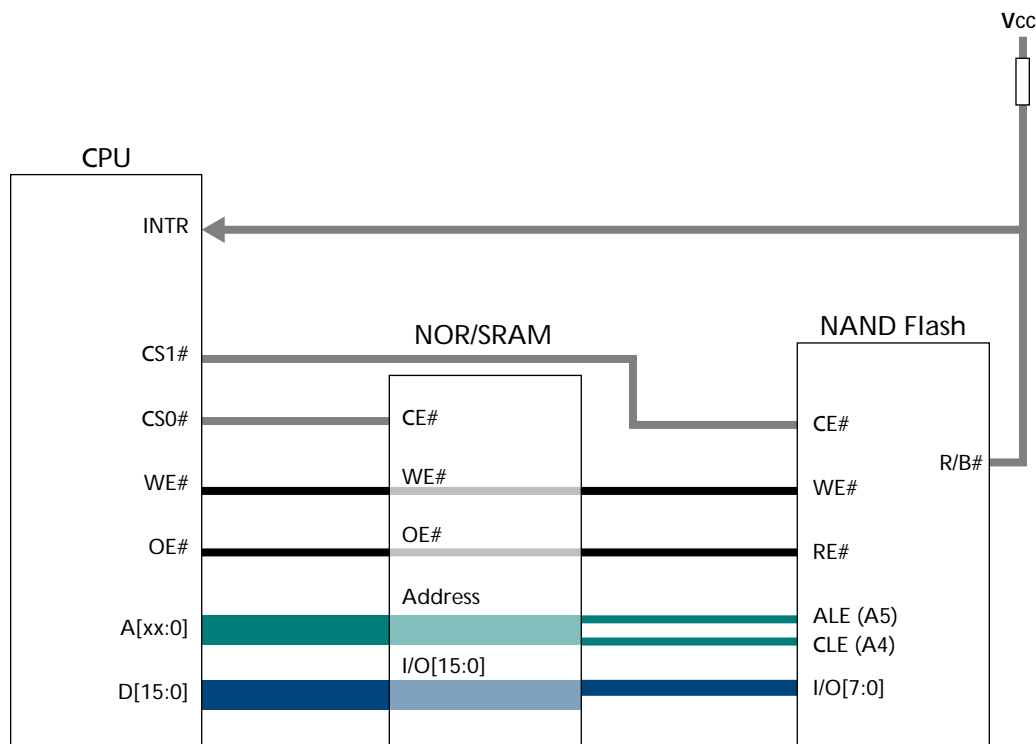 Vcc
CPU
INTR
NOR/SRAM
NAND Flash
CS1#
CS0#
CE#
CE#
R/B#
WE#
WE#
WE#
OE#
OE#
RE#
Address
A[xx:0]
ALE (A5)
CLE (A4)
I/O[15:0]
D[15:0]
I/O[7:0]